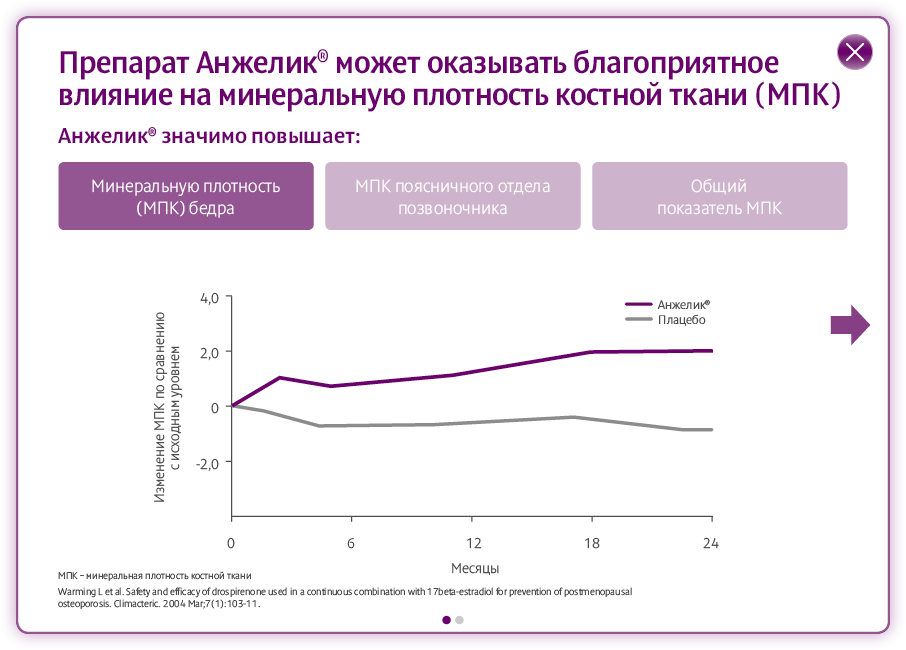 Препарат Анжелик® может оказывать благоприятное
влияние на минеральную плотность костной ткани (МПК)
Анжелик® значимо повышает:
Минеральную плотность
(МПК) бедра
МПК поясничного отдела
позвоночника
Общий
показатель МПК
Изменение МПК по сравнению
с исходным уровнем
4,0
2,0
0
-2,0
Анжелик®
Плацебо
0
6
12
18
24
Месяцы
МПК – минеральная плотность костной ткани
Warming L et al. Safety and efficacy of drospirenone used in a continuous combination with 17beta-estradiol for prevention of postmenopausal
osteoporosis. Climacteric. 2004 Mar;7(1):103-11.